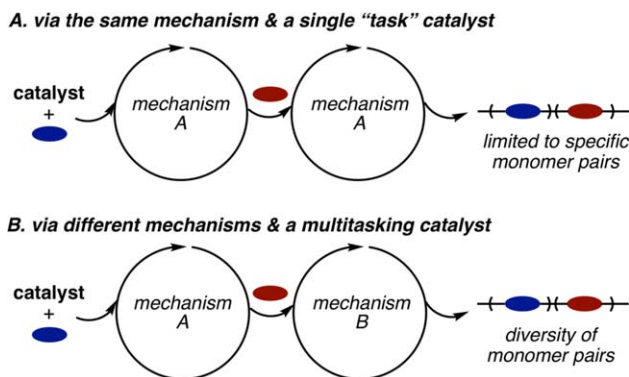 A. via the same mechanism & a single “task” catalyst
catalyst
+
mechanism
A
mechanism
A
limited to specific
monomer pairs
B. via different mechanisms & a multitasking catalyst
catalyst
+
mechanism
A
mechanism
B
diversity of
monomer pairs